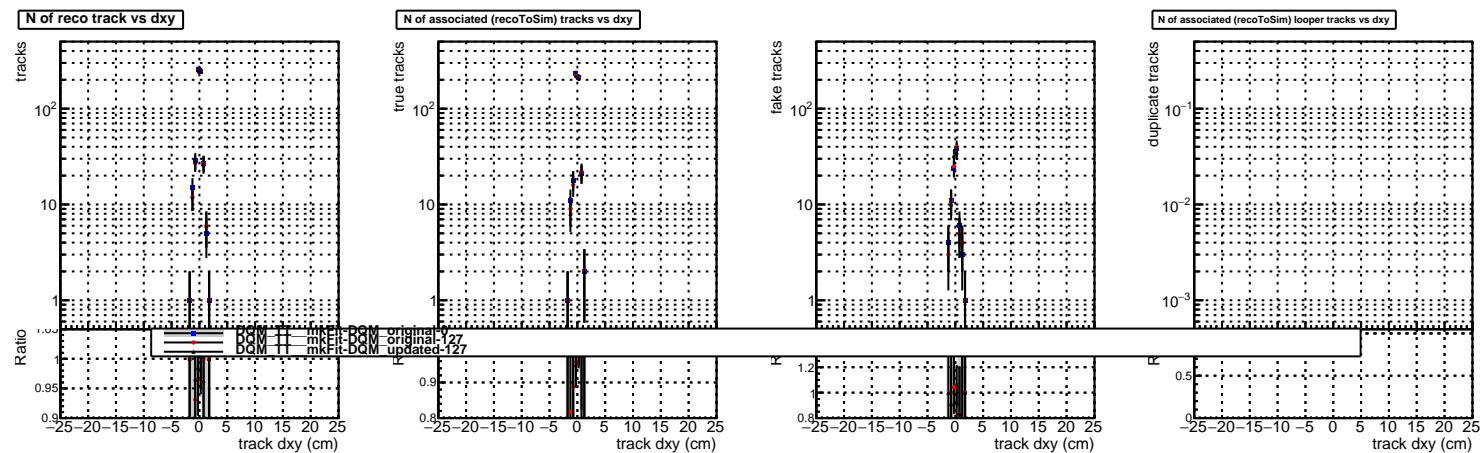 N of reco track vs dxy
N of associated (recoToSim) tracks vs dxy
N of associated (recoToSim) looper tracks vs dxy
tracks
10²
10
1
Ratio
1
0.95
0.9
−25 −20 −15 −10 −5 0 5 10 15 20 25
track dxy (cm)
true tracks
10²
10
1
0.9
0.8
−25 −20 −15 −10 −5 0 5 10 15 20 25
track dxy (cm)
fake tracks
10²
10
1
1.2
1
0.8
−25 −20 −15 −10 −5 0 5 10 15 20 25
track dxy (cm)
duplicate tracks
10⁻¹
10⁻²
10⁻³
0.5
0
−25 −20 −15 −10 −5 0 5 10 15 20 25
track dxy (cm)
DQM_TT__mkFit-DQM_original-0
DQM_TT__mkFit-DQM_original-127
DQM_TT__mkFit-DQM_updated-127